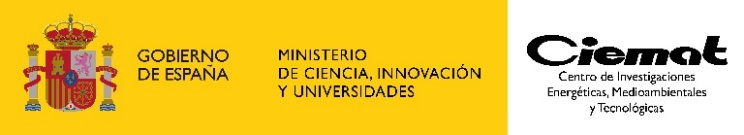 GOBIERNO
DE ESPAÑA
MINISTERIO
DE CIENCIA, INNOVACIÓN
Y UNIVERSIDADES
Ciemat
Centro de Investigaciones
Energéticas, Medioambientales
y Tecnológicas